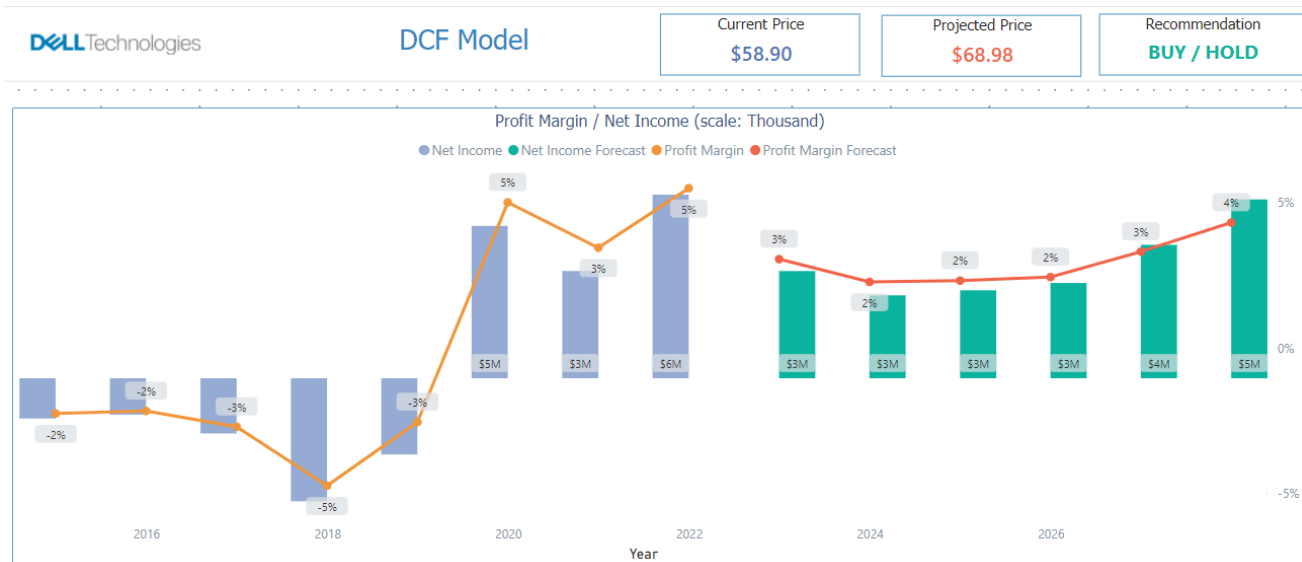 DELL Technologies
DCF Model
Current Price
$58.90
Projected Price
$68.98
Recommendation
BUY / HOLD
Profit Margin / Net Income (scale: Thousand)
Net Income Net Income Forecast Profit Margin Profit Margin Forecast
5%
5%
3%
5%
3%
2%
2%
2%
3%
4%
-2%
-2%
-3%
-5%
-3%
$5M
$3M
$6M
$3M
$3M
$3M
$3M
$4M
$5M
0%
-5%
2016
2018
2020
2022
2024
2026
Year